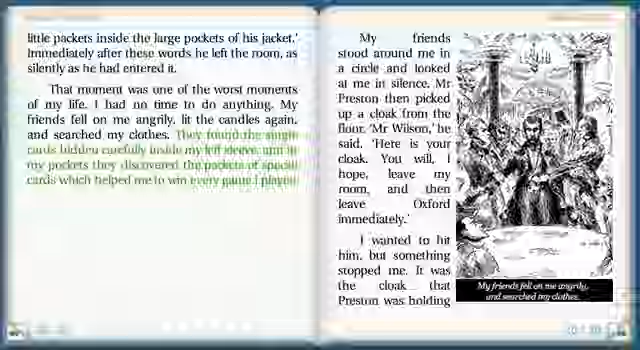 little packets inside the large pockets of his jacket.'
Immediately after these words he left the room, as
silently as he had entered it.
That moment was one of the worst moments
of my life. I had no time to do anything. My
friends fell on me angrily, lit the candles again,
and searched my clothes. They found the single
cards hidden carefully inside my left sleeve, and in
my pockets they discovered the packets of special
cards which helped me to win every game I played
My friends
stood around me in
a circle and looked
at me in silence. Mr
Preston then picked
up a cloak from the
floor. 'Mr Wilson,' he
said. 'Here is your
cloak. You will, I
hope, leave my
room, and then
leave Oxford
immediately.'
I wanted to hit
him, but something
stopped me. It was
the cloak that
Preston was holding
My friends fell on me angrily,
and searched my clothes.